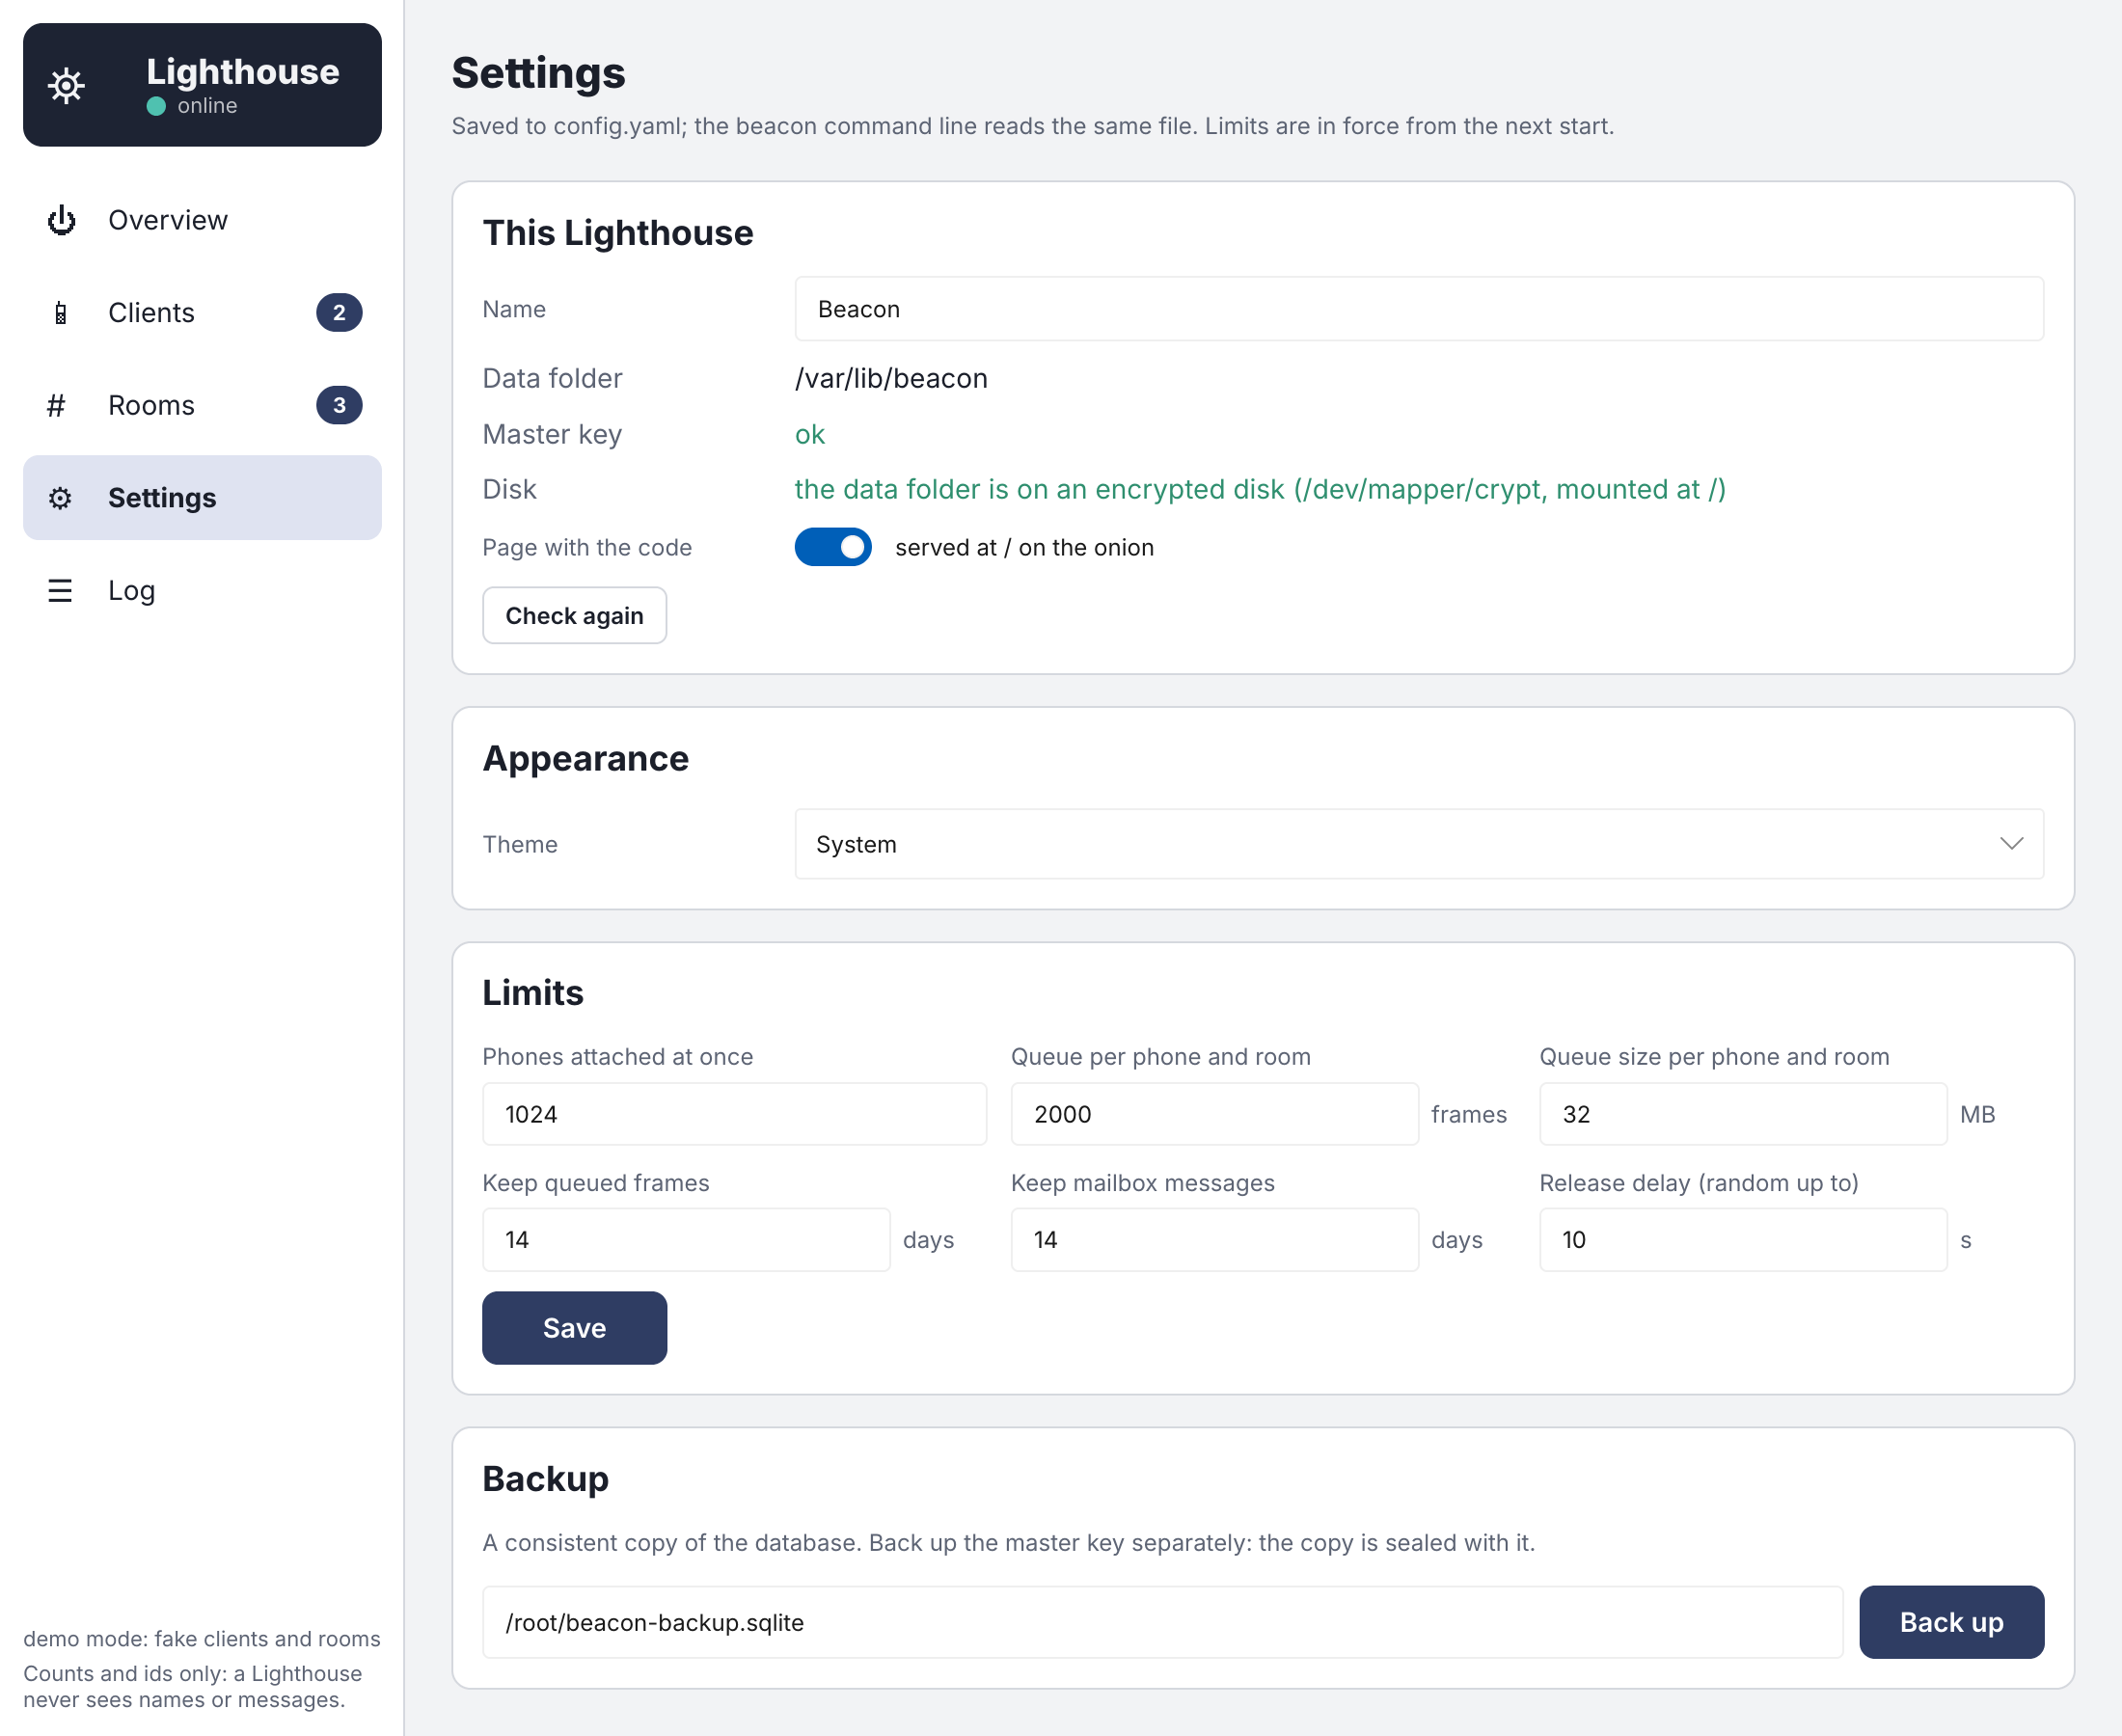 Lighthouse
online
Overview
Clients
2
# Rooms
3
Settings
Log
demo mode: fake clients and rooms
Counts and ids only: a Lighthouse
never sees names or messages.
Settings
Saved to config.yaml; the beacon command line reads the same file. Limits are in force from the next start.
This Lighthouse
Name
Beacon
Data folder
/var/lib/beacon
Master key
ok
Disk
the data folder is on an encrypted disk (/dev/mapper/crypt, mounted at /)
Page with the code
served at / on the onion
Check again
Appearance
Theme
System
Limits
Phones attached at once
Queue per phone and room
Queue size per phone and room
1024
2000
frames
32
MB
Keep queued frames
Keep mailbox messages
Release delay (random up to)
14
days
14
days
10
s
Save
Backup
A consistent copy of the database. Back up the master key separately: the copy is sealed with it.
/root/beacon-backup.sqlite
Back up